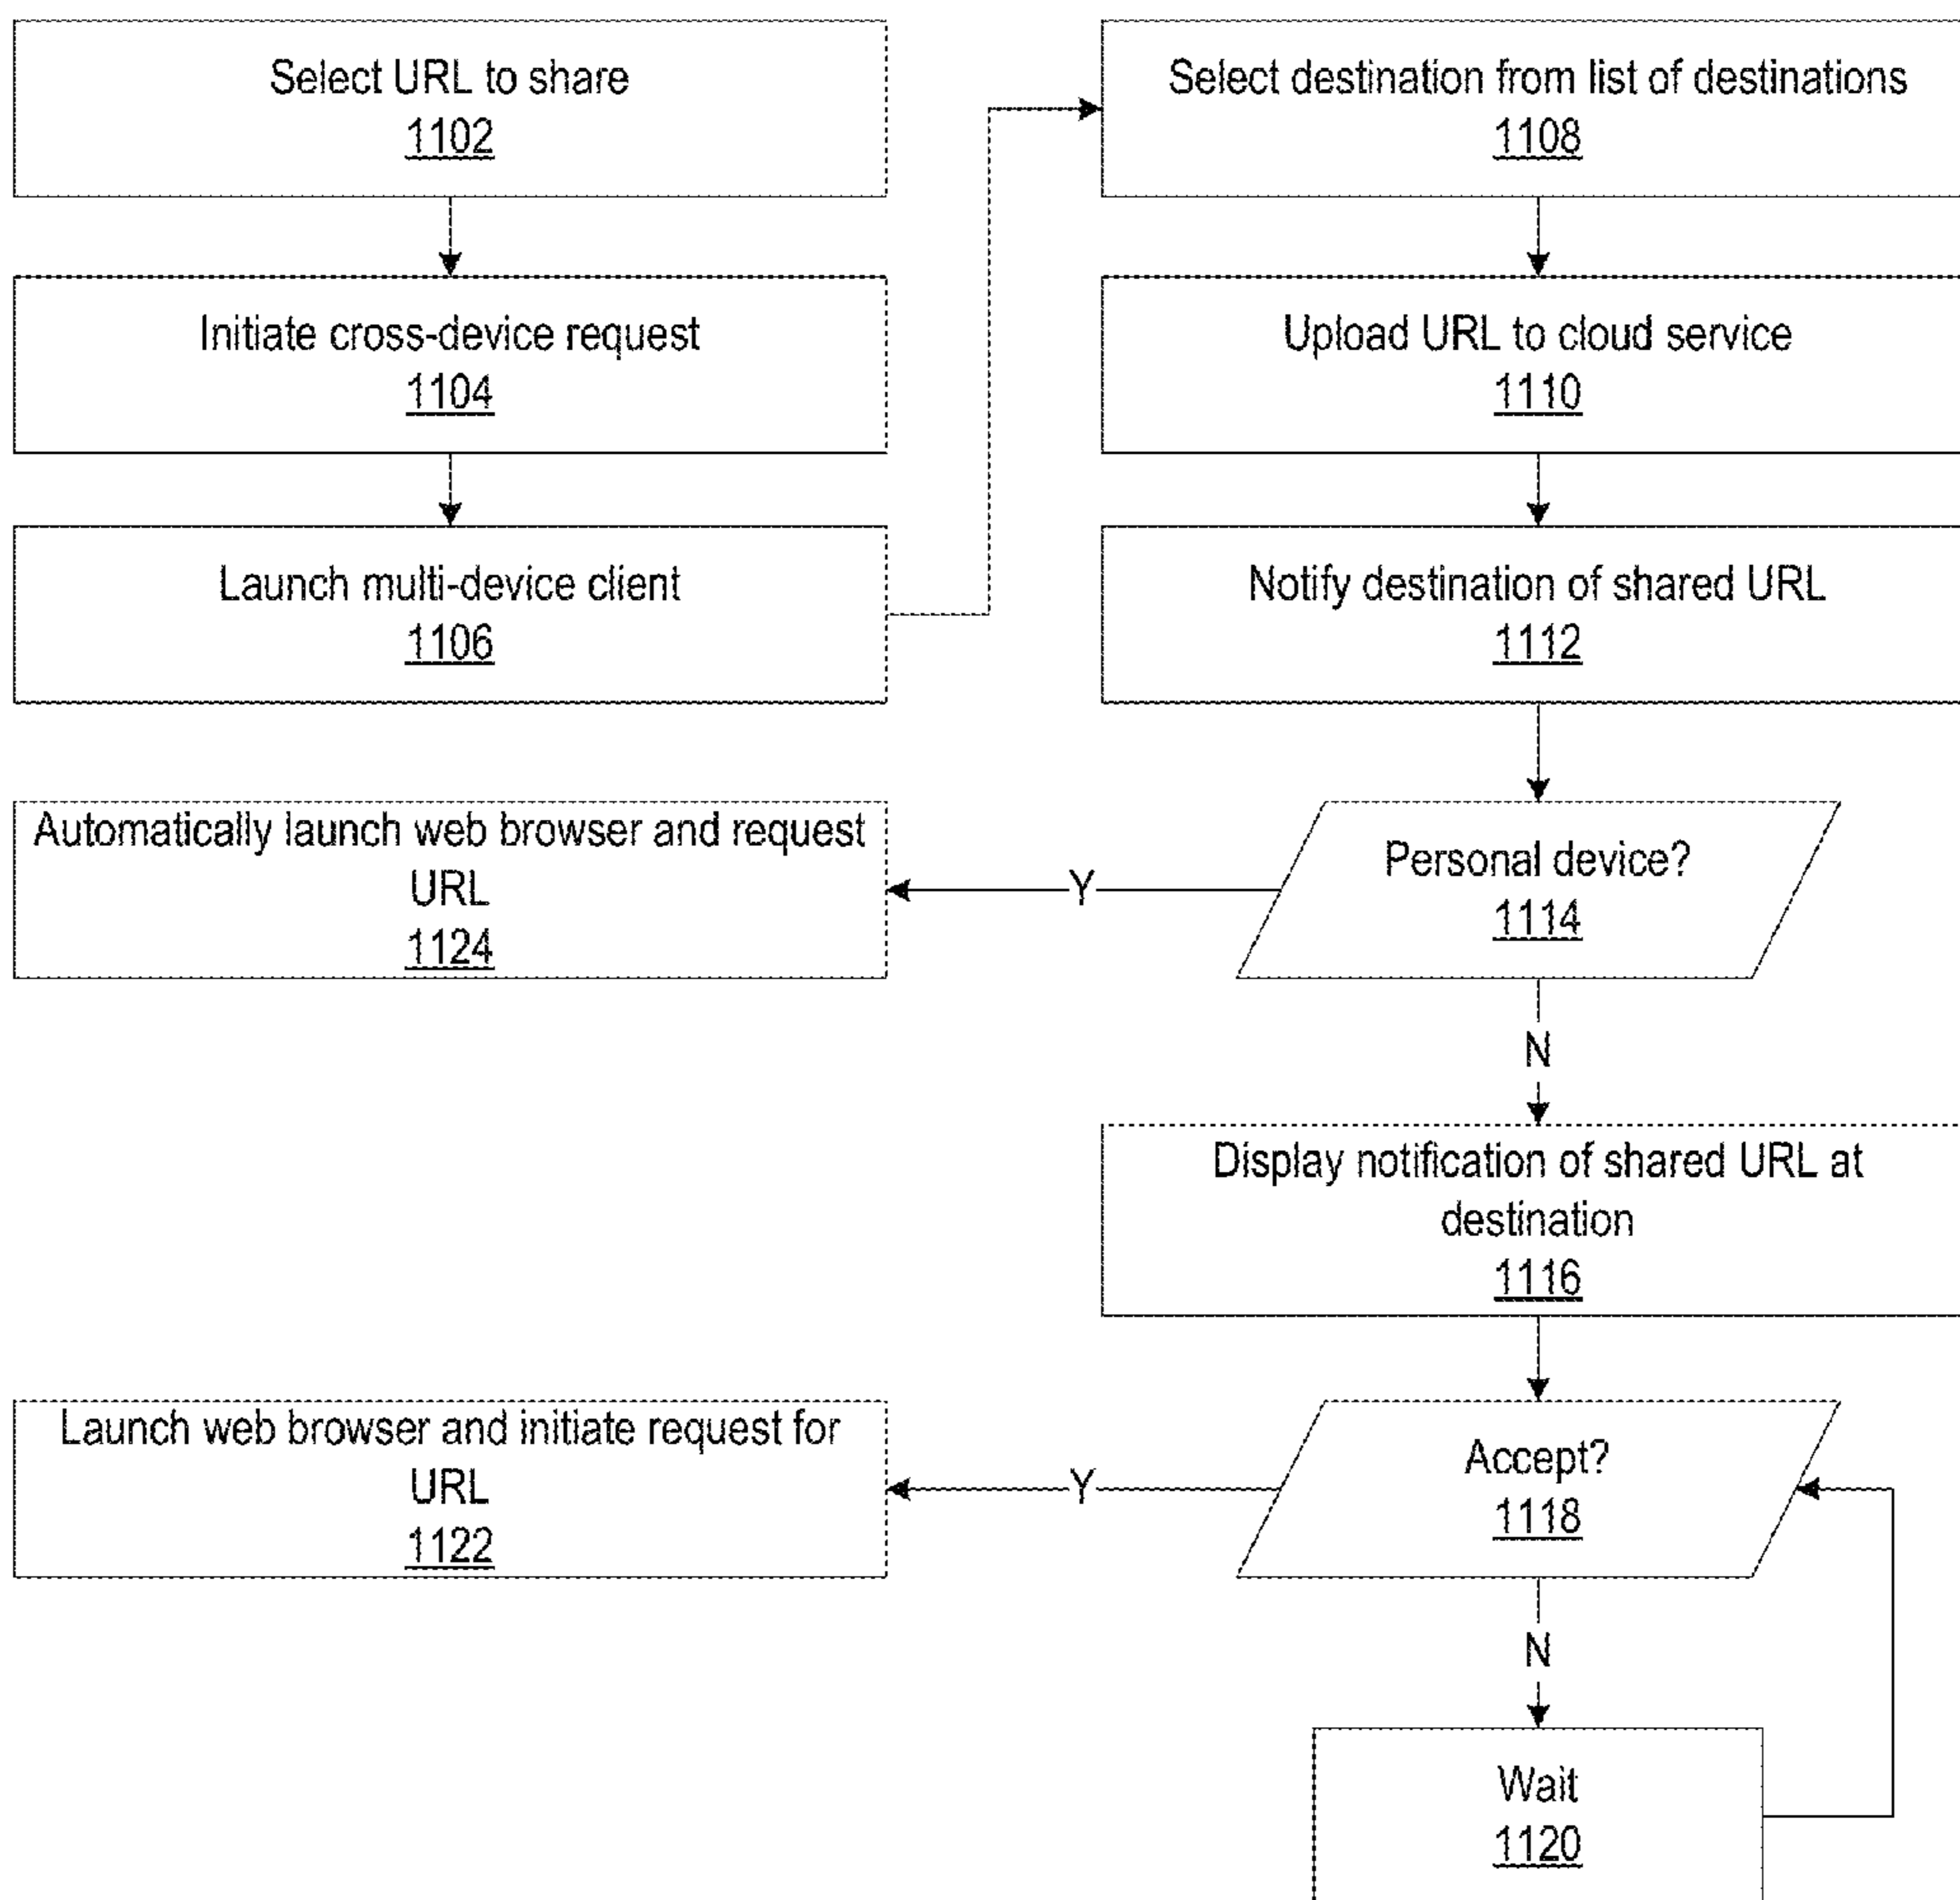 Select URL to share
1102
Initiate cross-device request
1104
Launch multi-device client
1106
Select destination from list of destinations
1108
Upload URL to cloud service
1110
Notify destination of shared URL
1112
Personal device?
1114
Y
Automatically launch web browser and request
URL
1124
N
Display notification of shared URL at
destination
1116
Accept?
1118
Y
Launch web browser and initiate request for
URL
1122
N
Wait
1120